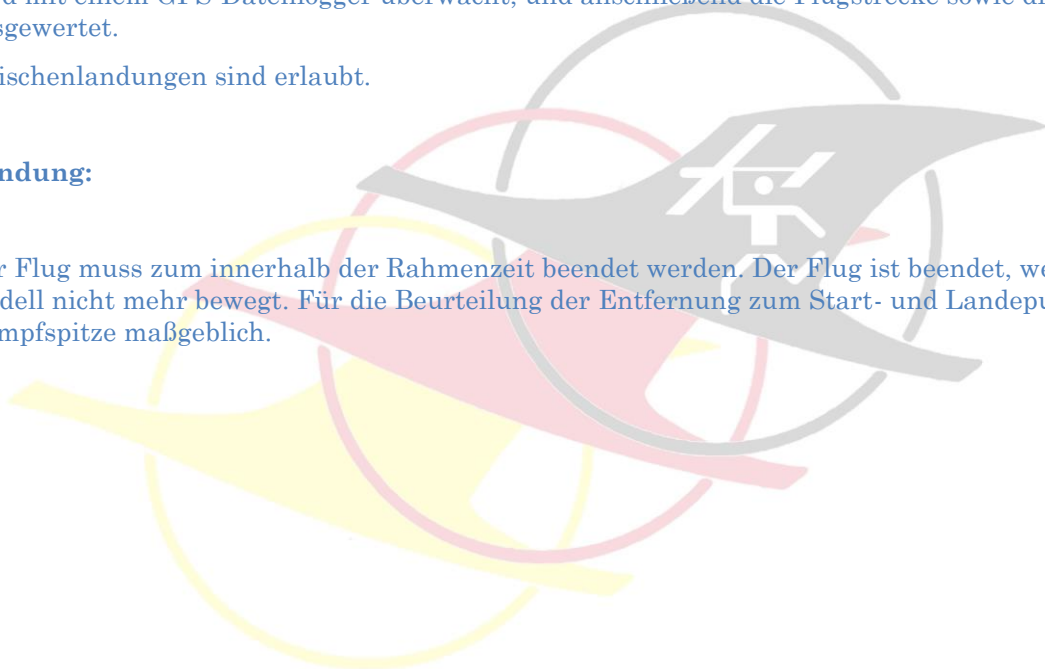 d mit einem GPS-Datenlogger überwacht, und anschließend die Flugstrecke sowie di
sgewertet.
ischenlandungen sind erlaubt.
ndung:
r Flug muss zum innerhalb der Rahmenzeit beendet werden. Der Flug ist beendet, we
dell nicht mehr bewegt. Für die Beurteilung der Entfernung zum Start- und Landepu
mpfspitze maßgeblich.